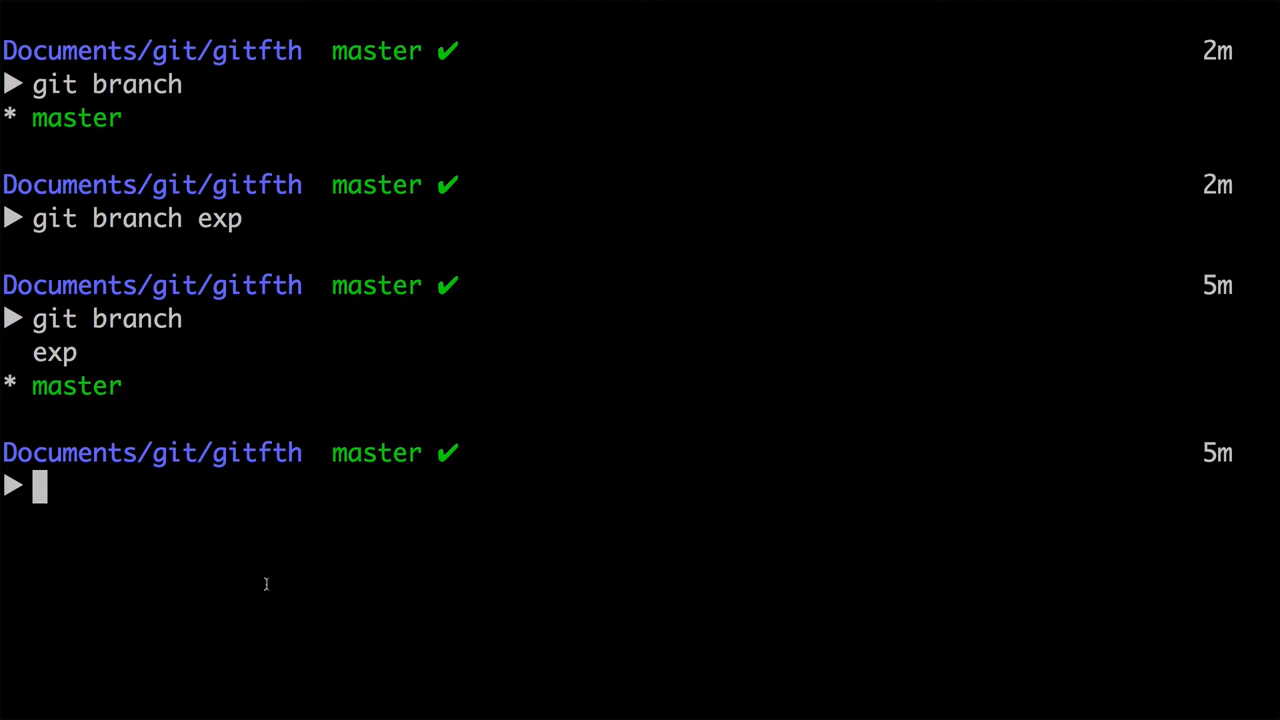 Documents/git/gitfth master ✔ 2m
▶ git branch
* master
Documents/git/gitfth master ✔ 2m
▶ git branch exp
Documents/git/gitfth master ✔ 5m
▶ git branch
exp
* master
Documents/git/gitfth master ✔ 5m
▶